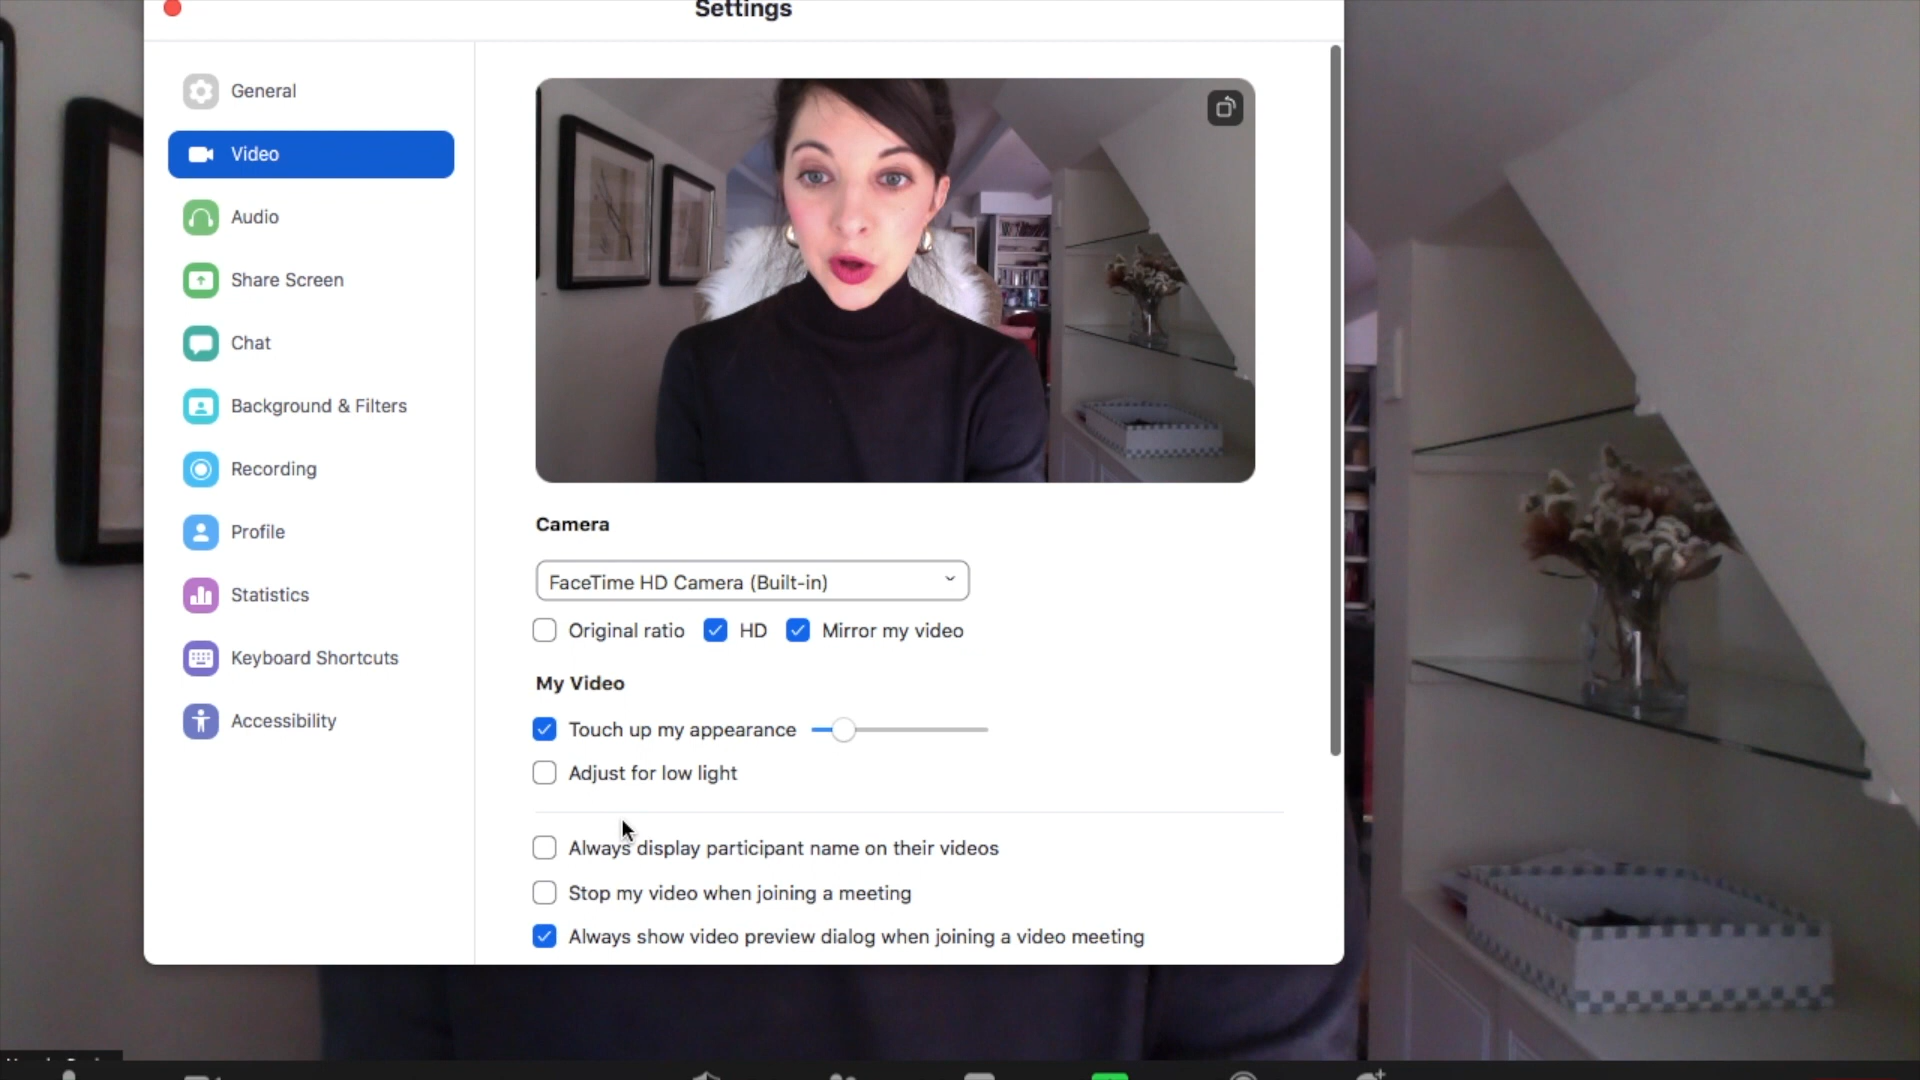 Settings
General
Video
Audio
Share Screen
Chat
Background & Filters
Recording
Profile
Statistics
Keyboard Shortcuts
Accessibility
Camera
FaceTime HD Camera (Built-in)
Original ratio HD Mirror my video
My Video
Touch up my appearance
Adjust for low light
Always display participant name on their videos
Stop my video when joining a meeting
Always show video preview dialog when joining a video meeting